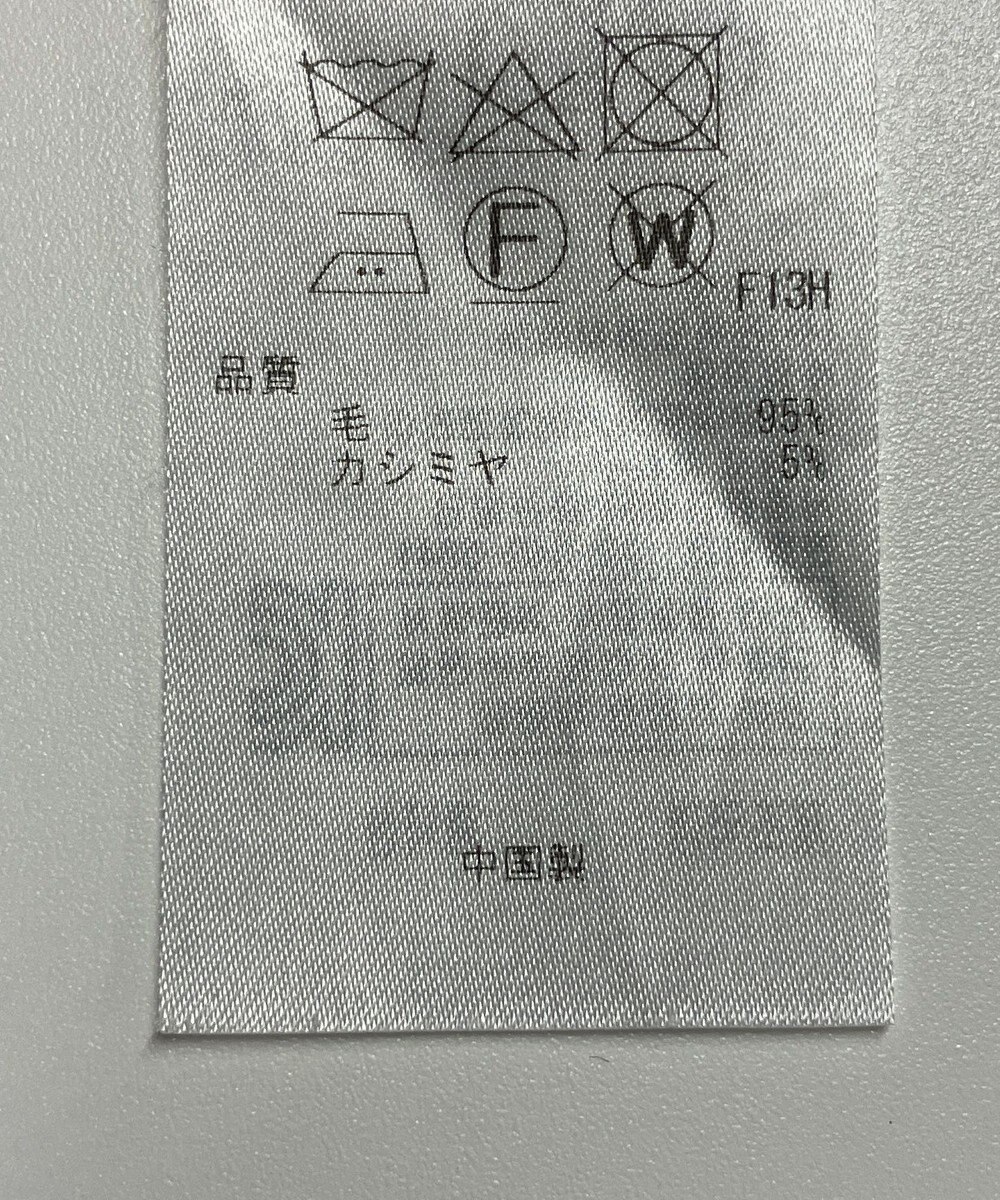 F W
F13H
品質
毛 95%
カシミヤ 5%
中国製